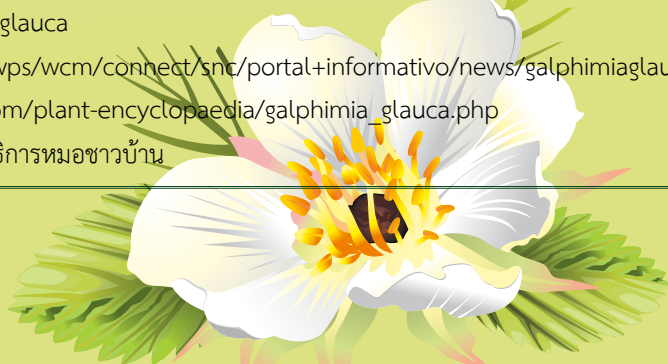 glauca
wps/wcm/connect/snc/portal+informativo/news/galphimiaglau
om/plant-encyclopaedia/galphimia_glauca.php
ธิการหมอชาวบ้าน